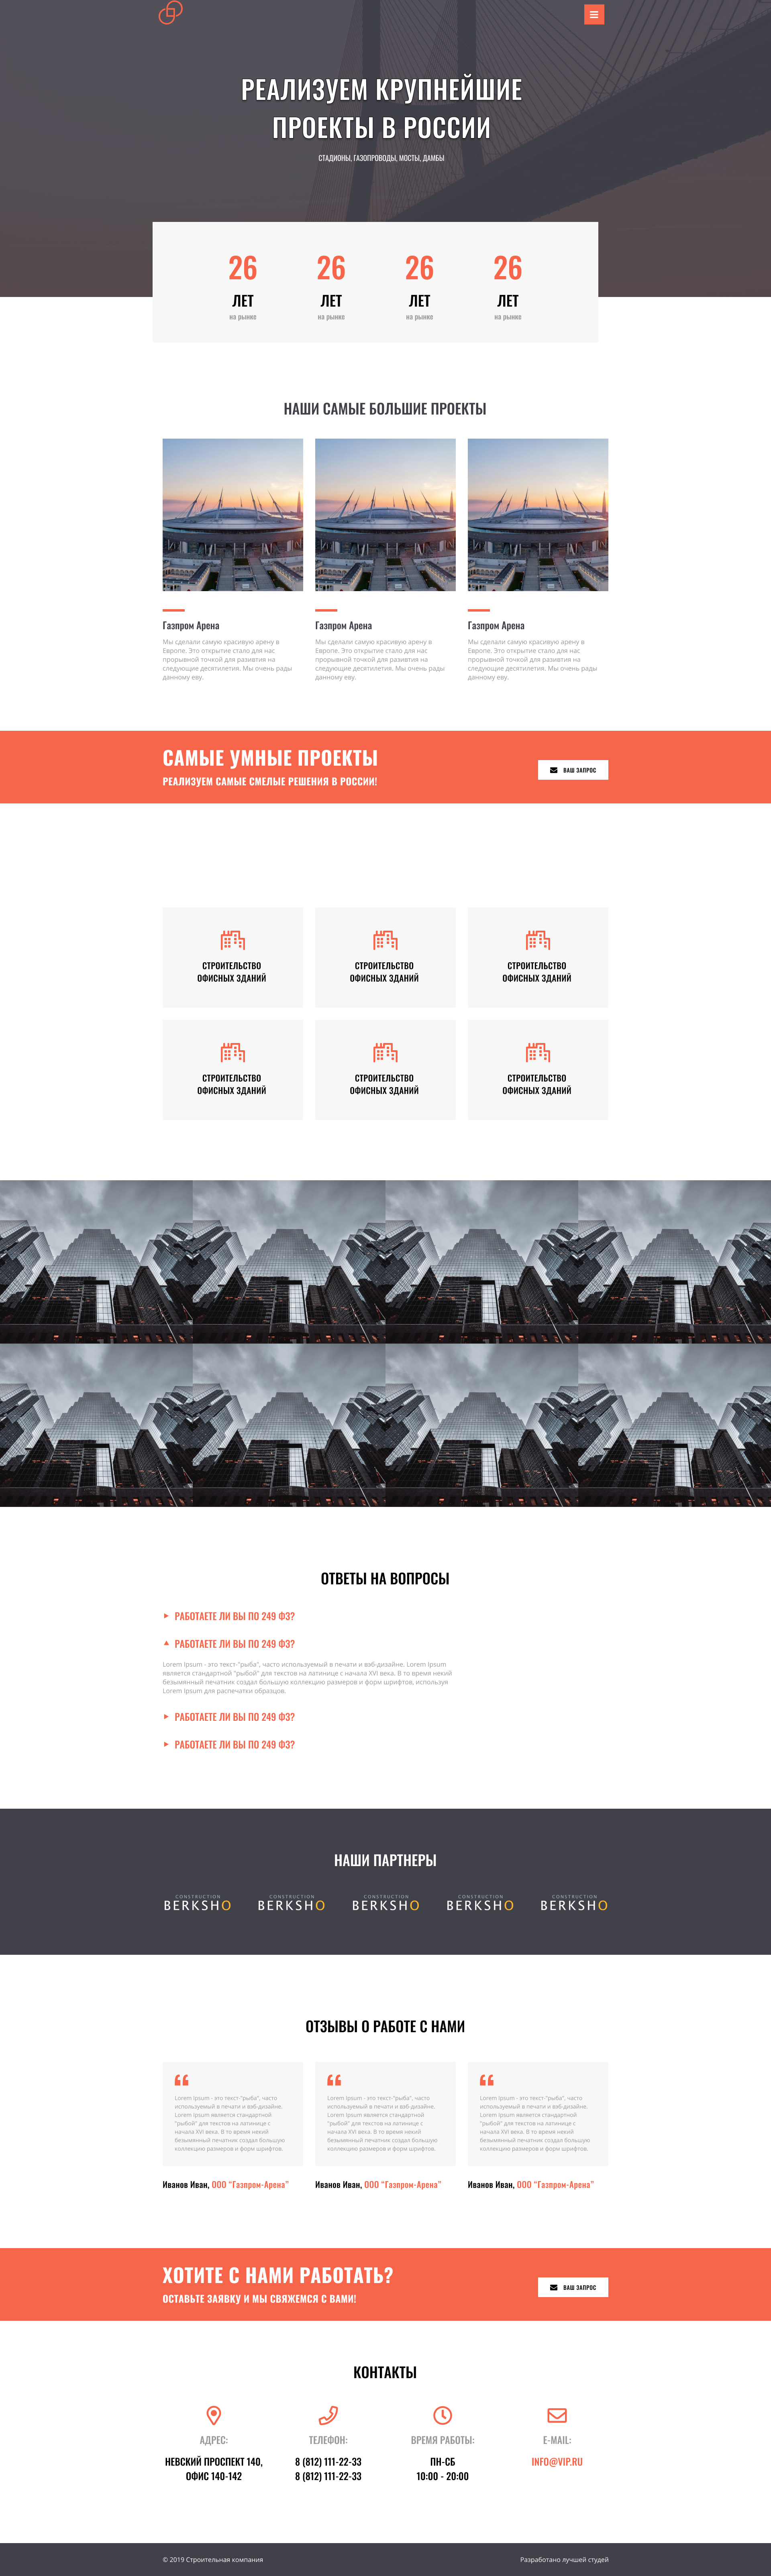 РЕАЛИЗУЕМ КРУПНЕЙШИЕ
ПРОЕКТЫ В РОССИИ
СТАДИОНЫ, ГАЗОПРОВОДЫ, МОСТЫ, ДАМБЫ
26 26 26 26
ЛЕТ ЛЕТ ЛЕТ ЛЕТ
на рынке на рынке на рынке на рынке
НАШИ САМЫЕ БОЛЬШИЕ ПРОЕКТЫ
Газпром Арена
Мы сделали самую красивую арену в
Европе. Это открытие стало для нас
прорывной точкой для разивтия на
следующие десятилетия. Мы очень рады
данному еву.
Газпром Арена
Мы сделали самую красивую арену в
Европе. Это открытие стало для нас
прорывной точкой для разивтия на
следующие десятилетия. Мы очень рады
данному еву.
Газпром Арена
Мы сделали самую красивую арену в
Европе. Это открытие стало для нас
прорывной точкой для разивтия на
следующие десятилетия. Мы очень рады
данному еву.
САМЫЕ УМНЫЕ ПРОЕКТЫ
РЕАЛИЗУЕМ САМЫЕ СМЕЛЫЕ РЕШЕНИЯ В РОССИИ!
ВАШ ЗАПРОС
СТРОИТЕЛЬСТВО
ОФИСНЫХ ЗДАНИЙ
СТРОИТЕЛЬСТВО
ОФИСНЫХ ЗДАНИЙ
СТРОИТЕЛЬСТВО
ОФИСНЫХ ЗДАНИЙ
СТРОИТЕЛЬСТВО
ОФИСНЫХ ЗДАНИЙ
СТРОИТЕЛЬСТВО
ОФИСНЫХ ЗДАНИЙ
СТРОИТЕЛЬСТВО
ОФИСНЫХ ЗДАНИЙ
ОТВЕТЫ НА ВОПРОСЫ
РАБОТАЕТЕ ЛИ ВЫ ПО 249 ФЗ?
РАБОТАЕТЕ ЛИ ВЫ ПО 249 ФЗ?
Lorem Ipsum - это текст-"рыба", часто используемый в печати и вэб-дизайне. Lorem Ipsum
является стандартной "рыбой" для текстов на латинице с начала XVI века. В то время некий
безымянный печатник создал большую коллекцию размеров и форм шрифтов, используя
Lorem Ipsum для распечатки образцов.
РАБОТАЕТЕ ЛИ ВЫ ПО 249 ФЗ?
РАБОТАЕТЕ ЛИ ВЫ ПО 249 ФЗ?
НАШИ ПАРТНЕРЫ
CONSTRUCTION CONSTRUCTION CONSTRUCTION CONSTRUCTION CONSTRUCTION
BERKSHO BERKSHO BERKSHO BERKSHO BERKSHO
ОТЗЫВЫ О РАБОТЕ С НАМИ
Lorem Ipsum - это текст-"рыба", часто
используемый в печати и вэб-дизайне.
Lorem Ipsum является стандартной
"рыбой" для текстов на латинице с
начала XVI века. В то время некий
безымянный печатник создал большую
коллекцию размеров и форм шрифтов.
Иванов Иван, ООО “Газпром-Арена”
Lorem Ipsum - это текст-"рыба", часто
используемый в печати и вэб-дизайне.
Lorem Ipsum является стандартной
"рыбой" для текстов на латинице с
начала XVI века. В то время некий
безымянный печатник создал большую
коллекцию размеров и форм шрифтов.
Иванов Иван, ООО “Газпром-Арена”
Lorem Ipsum - это текст-"рыба", часто
используемый в печати и вэб-дизайне.
Lorem Ipsum является стандартной
"рыбой" для текстов на латинице с
начала XVI века. В то время некий
безымянный печатник создал большую
коллекцию размеров и форм шрифтов.
Иванов Иван, ООО “Газпром-Арена”
ХОТИТЕ С НАМИ РАБОТАТЬ?
ОСТАВЬТЕ ЗАЯВКУ И МЫ СВЯЖЕМСЯ С ВАМИ!
ВАШ ЗАПРОС
КОНТАКТЫ
АДРЕС:
НЕВСКИЙ ПРОСПЕКТ 140,
ОФИС 140-142
ТЕЛЕФОН:
8 (812) 111-22-33
8 (812) 111-22-33
ВРЕМЯ РАБОТЫ:
ПН-СБ
10:00 - 20:00
E-MAIL:
INFO@VIP.RU
© 2019 Строительная компания
Разработано лучшей студей